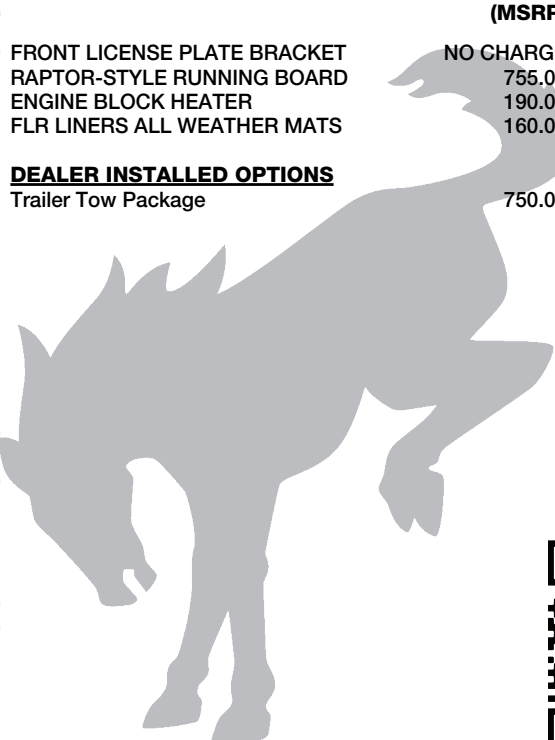 (MSRP
FRONT LICENSE PLATE BRACKET NO CHARG
RAPTOR-STYLE RUNNING BOARD 755.0
ENGINE BLOCK HEATER 190.0
FLR LINERS ALL WEATHER MATS 160.0
DEALER INSTALLED OPTIONS
Trailer Tow Package 750.0